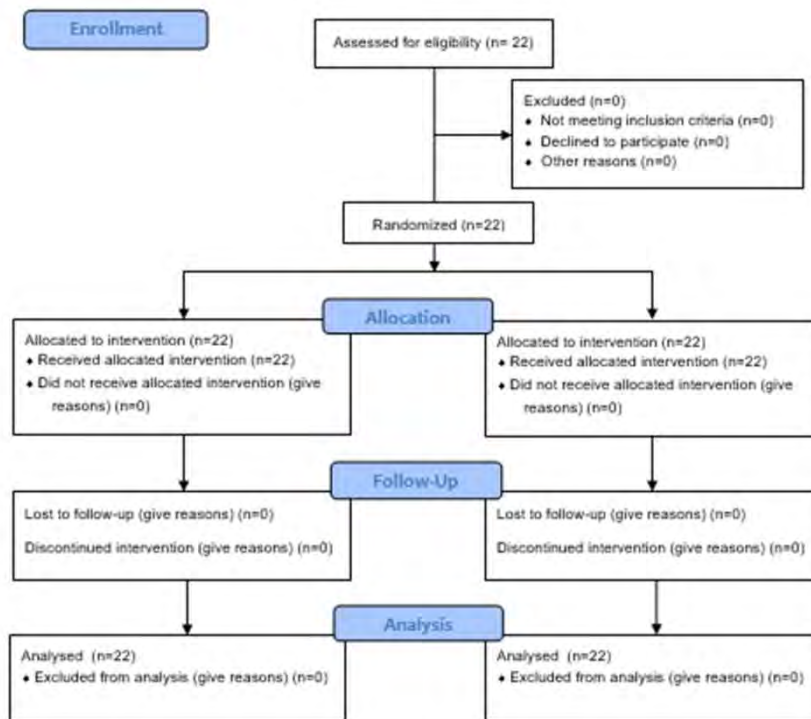 Enrollment
Assessed for eligibility (n= 22)
Excluded (n=0)
♦ Not meeting inclusion criteria (n=0)
♦ Declined to participate (n=0)
♦ Other reasons (n=0)
Randomized (n=22)
Allocation
Allocated to intervention (n=22)
♦ Received allocated intervention (n=22)
♦ Did not receive allocated intervention (give
reasons) (n=0)
Allocated to intervention (n=22)
♦ Received allocated intervention (n=22)
♦ Did not receive allocated intervention (give
reasons) (n=0)
Follow-Up
Lost to follow-up (give reasons) (n=0)
Discontinued intervention (give reasons) (n=0)
Lost to follow-up (give reasons) (n=0)
Discontinued intervention (give reasons) (n=0)
Analysis
Analysed (n=22)
♦ Excluded from analysis (give reasons) (n=0)
Analysed (n=22)
♦ Excluded from analysis (give reasons) (n=0)